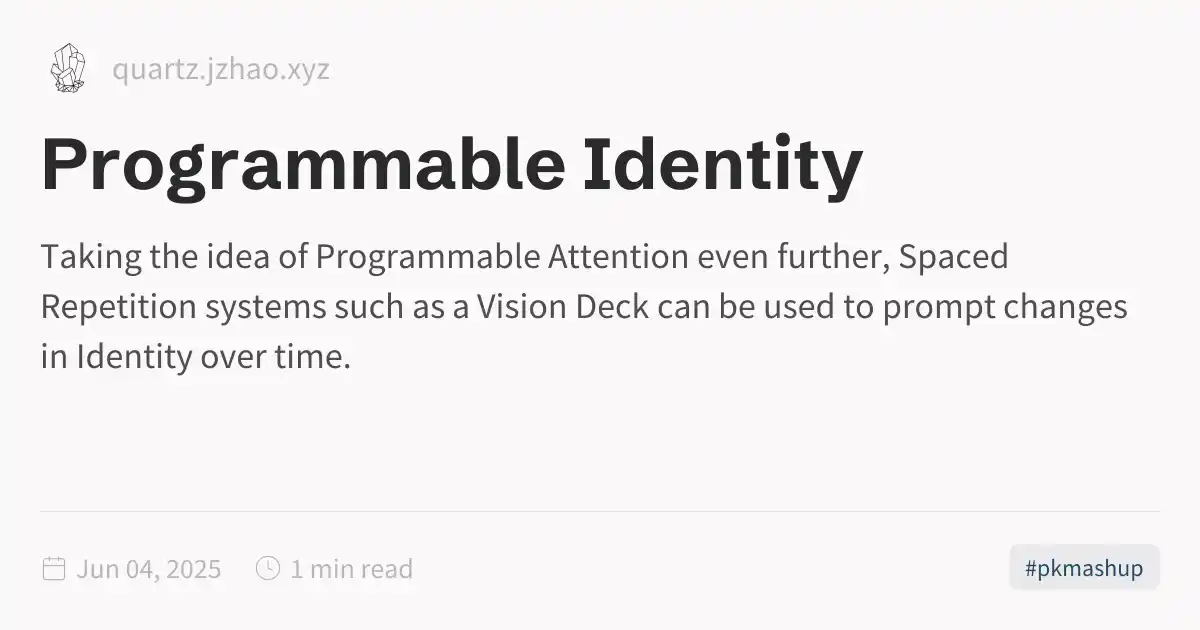 quartz.jzhao.xyz
Programmable Identity
Taking the idea of Programmable Attention even further, Spaced
Repetition systems such as a Vision Deck can be used to prompt changes
in Identity over time.
Jun 04, 2025
1 min read
#pkmashup